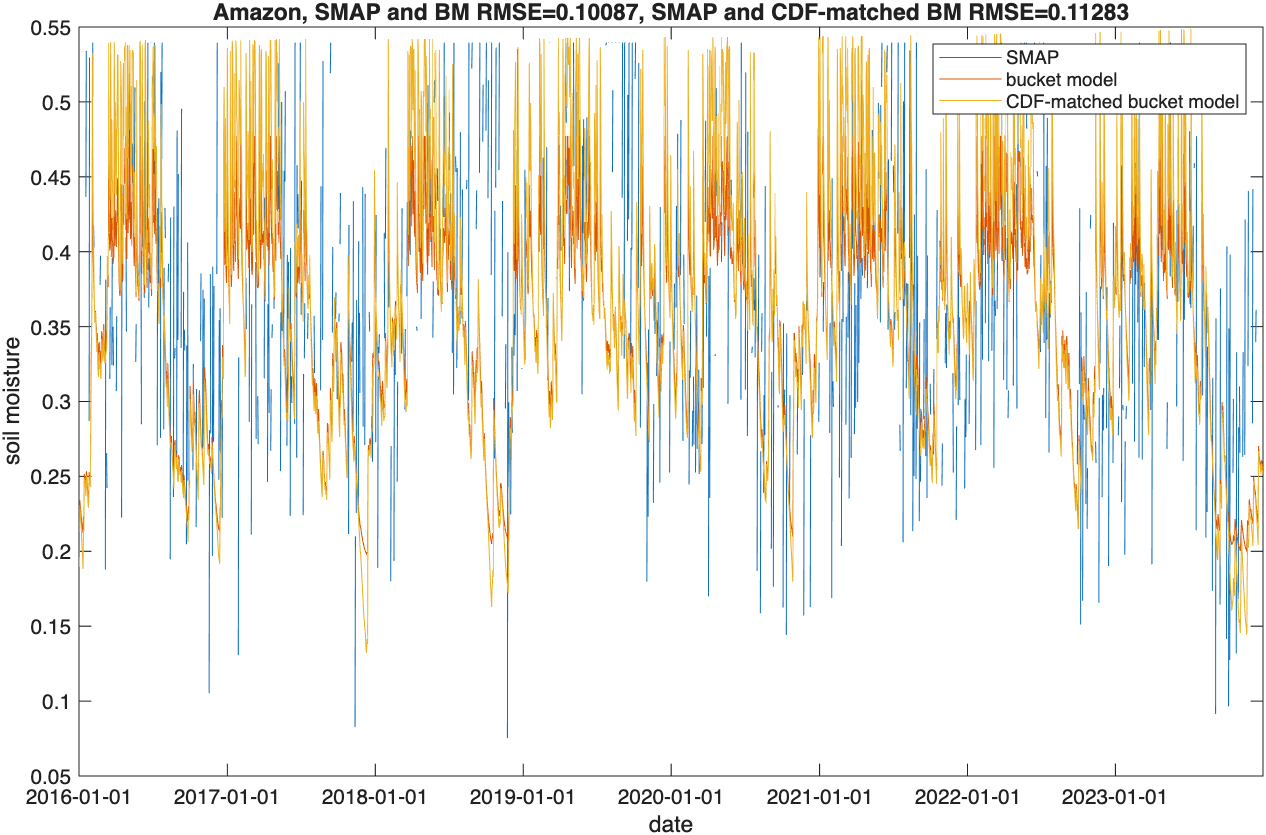 Amazon, SMAP and BM RMSE=0.10087, SMAP and CDF-matched BM RMSE=0.11283
SMAP
bucket model
CDF-matched bucket model
soil moisture
0.55
0.5
0.45
0.4
0.35
0.3
0.25
0.2
0.15
0.1
0.05
2016-01-01 2017-01-01 2018-01-01 2019-01-01 2020-01-01 2021-01-01 2022-01-01 2023-01-01
date